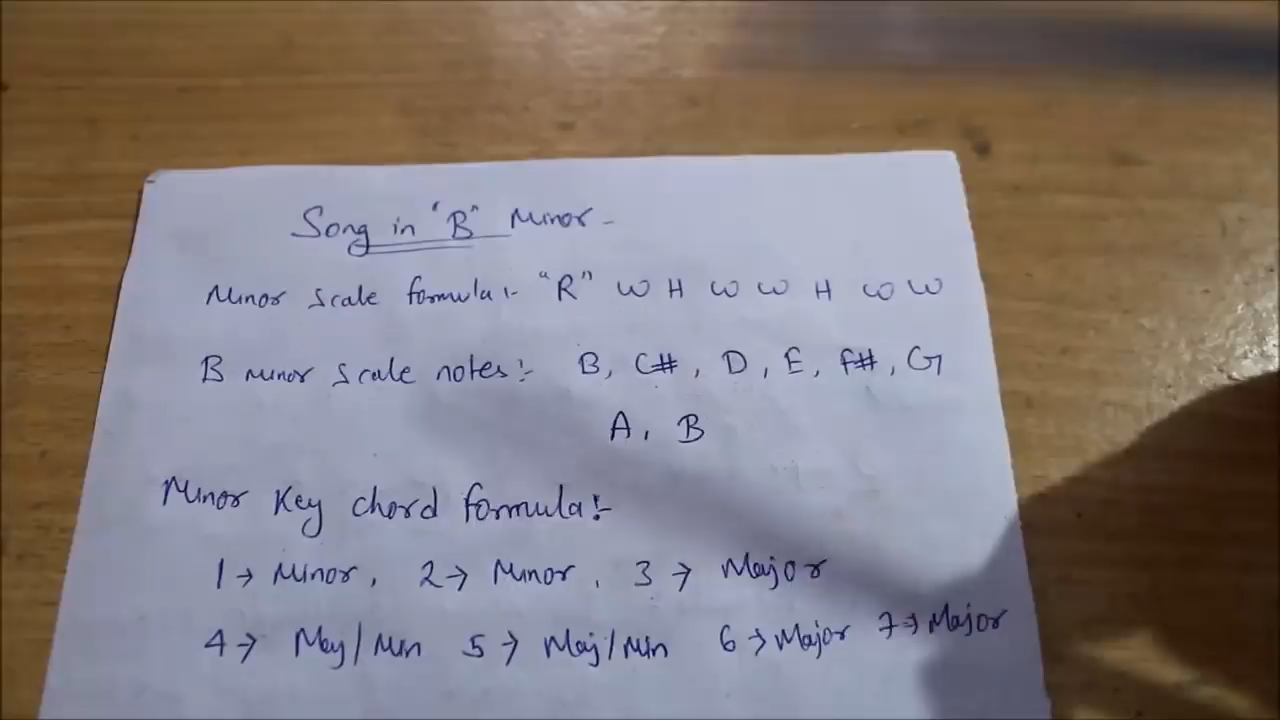 Song in "B" Minor -
Minor Scale formula :- "R" W H W W H W W
B minor Scale notes :- B, C#, D, E, F#, G
A, B
Minor Key chord formula :-
1 → Minor, 2 → Minor, 3 → Major
4 → Maj/Min 5 → Maj/Min 6 → Major 7 → Major